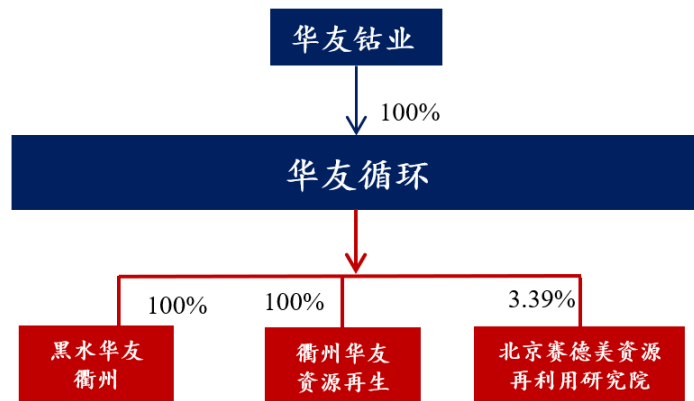 华友钴业
100%
华友循环
100%
100%
3.39%
黑水华友
衢州
衢州华友
资源再生
北京赛德美资源
再利用研究院